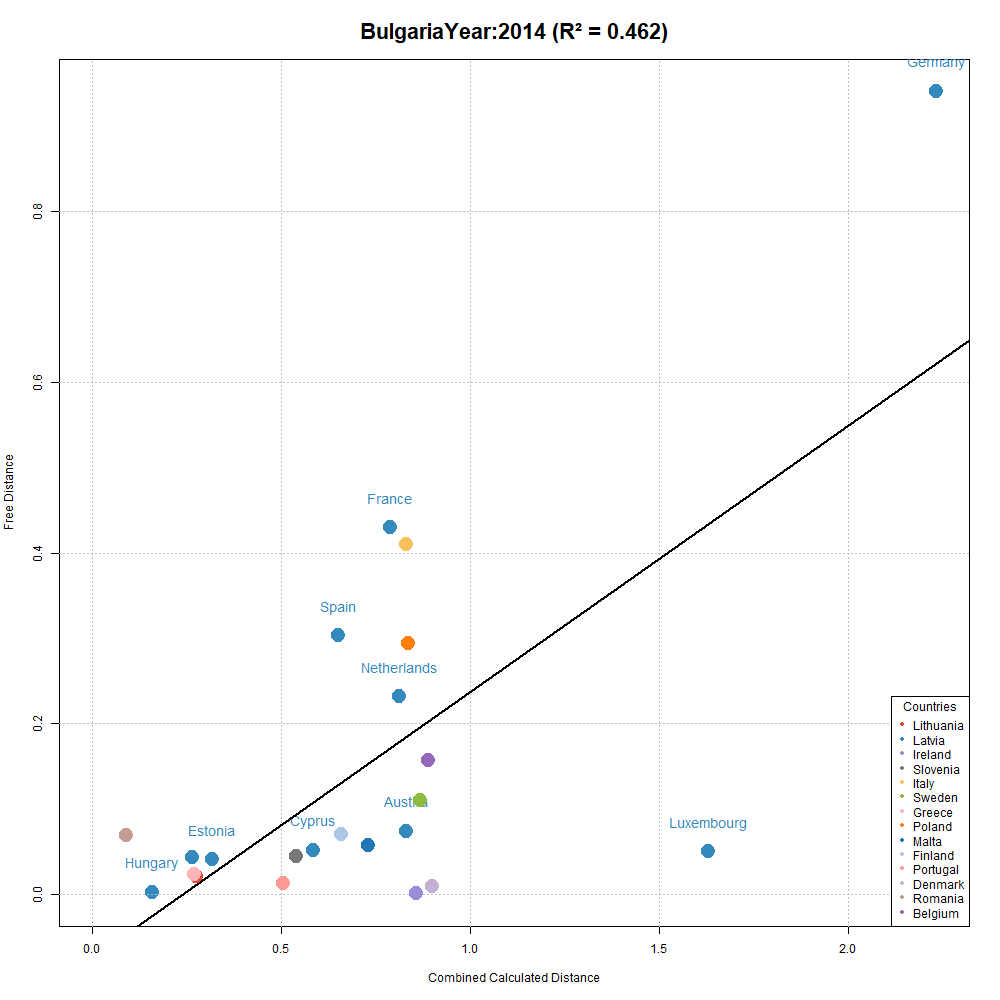 BulgariaYear:2014 (R² = 0.462)
Germany
0.8
0.6
Free Distance
France
0.4
Spain
Netherlands
0.2
Countries
Lithuania
Latvia
Ireland
Slovenia
Italy
Sweden
Greece
Poland
Malta
Finland
Portugal
Denmark
Romania
Belgium
Austria
Cyprus
Luxembourg
Estonia
Hungary
0.0
0.0 0.5 1.0 1.5 2.0
Combined Calculated Distance